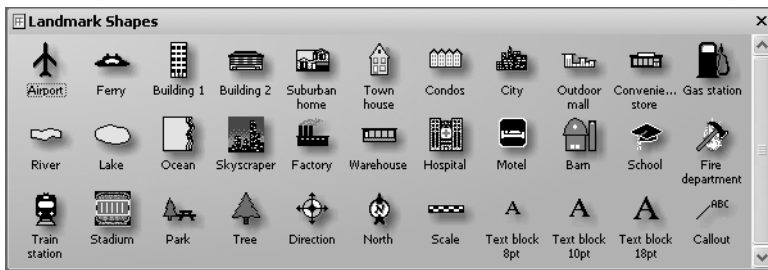 Landmark Shapes
Airport
Ferry
Building 1
Building 2
Suburban
home
Town
house
Condos
City
Outdoor
mall
Convenie...
store
Gas station
River
Lake
Ocean
Skyscraper
Factory
Warehouse
Hospital
Motel
Barn
School
Fire
department
Train
station
Stadium
Park
Tree
Direction
North
Scale
A
Text block
8pt
A
Text block
10pt
A
Text block
18pt
ABC
Callout